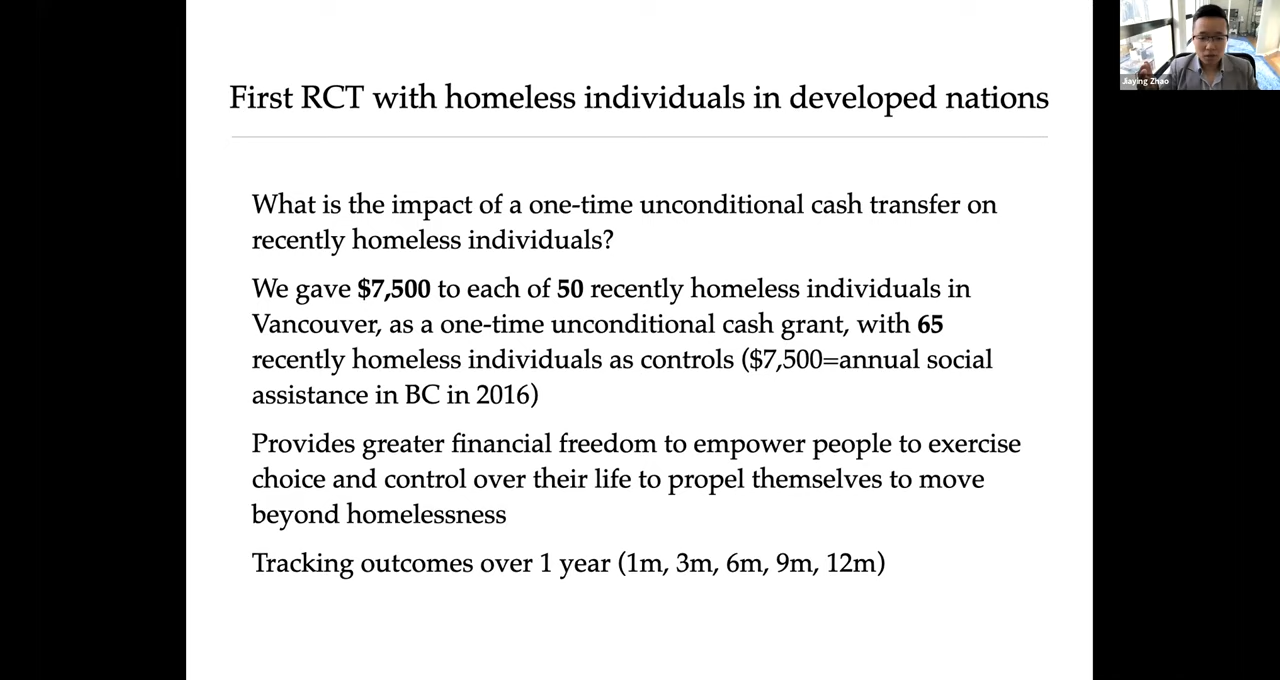 First RCT with homeless individuals in developed nations
Jiaying Zhao
What is the impact of a one-time unconditional cash transfer on
recently homeless individuals?
We gave $7,500 to each of 50 recently homeless individuals in
Vancouver, as a one-time unconditional cash grant, with 65
recently homeless individuals as controls ($7,500=annual social
assistance in BC in 2016)
Provides greater financial freedom to empower people to exercise
choice and control over their life to propel themselves to move
beyond homelessness
Tracking outcomes over 1 year (1m, 3m, 6m, 9m, 12m)